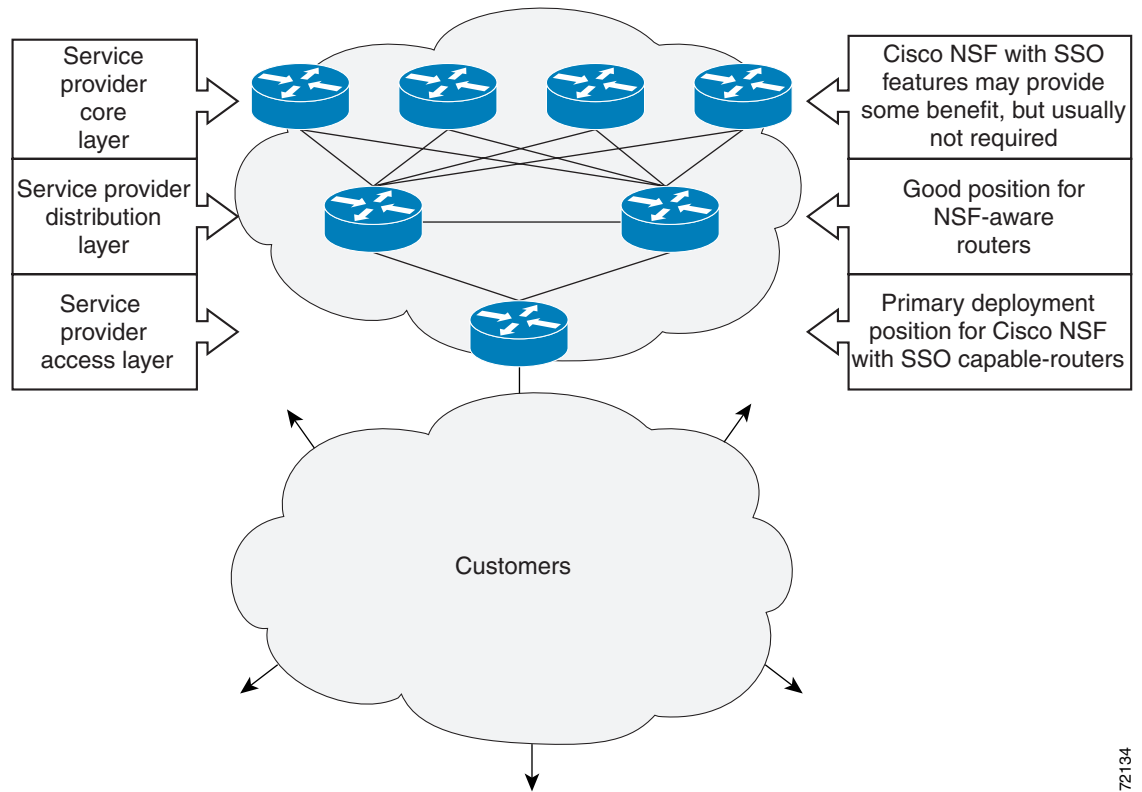 Service
provider
core
layer
Cisco NSF with SSO
features may provide
some benefit, but usually
not required
Service provider
distribution
layer
Good position for
NSF-aware
routers
Service
provider
access layer
Primary deployment
position for Cisco NSF
with SSO capable-routers
Customers
72134